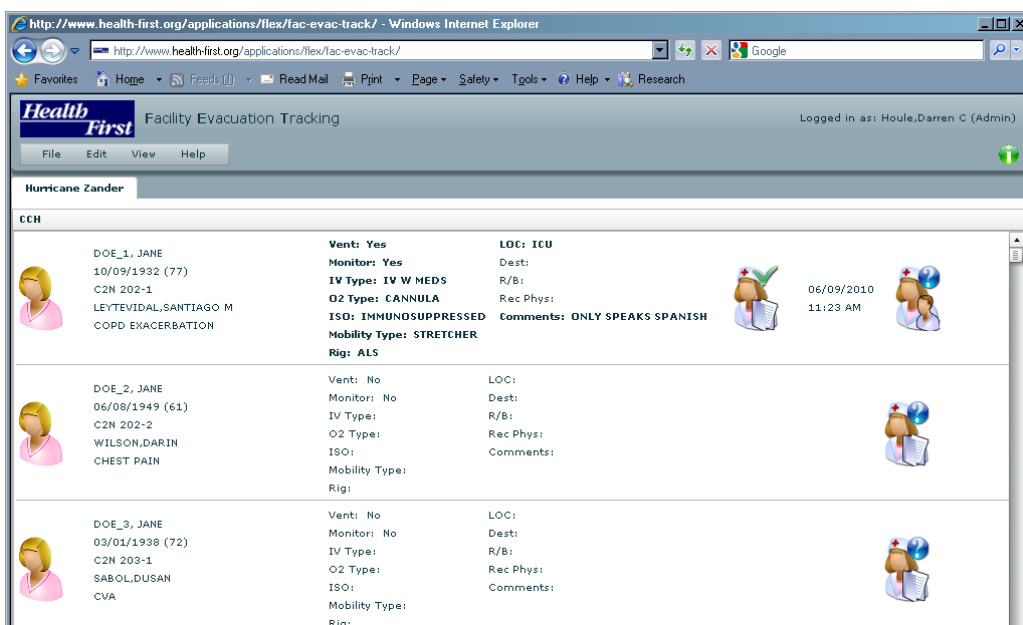 http://www.health-first.org/applications/flex/fac-evac-track/ - Windows Internet Explorer
http://www.health-first.org/applications/flex/fac-evac-track/ Google
Favorites Home Feeds (J) Read Mail Print Page Safety Tools Help Research
Health First Facility Evacuation Tracking Logged in as: Houle,Darren C (Admin)
File Edit View Help
Hurricane Zander
CCH
DOE_1, JANE
10/09/1932 (77)
C2N 202-1
LEYTEVIDAL,SANTIAGO M
COPD EXACERBATION
Vent: Yes
Monitor: Yes
IV Type: IV W MEDS
O2 Type: CANNULA
ISO: IMMUNOSUPPRESSED
Mobility Type: STRETCHER
Rig: ALS
LOC: ICU
Dest:
R/B:
Rec Phys:
Comments: ONLY SPEAKS SPANISH
06/09/2010
11:23 AM
DOE_2, JANE
06/08/1949 (61)
C2N 202-2
WILSON,DARIN
CHEST PAIN
Vent: No
Monitor: No
IV Type:
O2 Type:
ISO:
Mobility Type:
Rig:
LOC:
Dest:
R/B:
Rec Phys:
Comments:
DOE_3, JANE
03/01/1938 (72)
C2N 203-1
SABOL,DUSAN
CVA
Vent: No
Monitor: No
IV Type:
O2 Type:
ISO:
Mobility Type:
Rig:
LOC:
Dest:
R/B:
Rec Phys:
Comments: